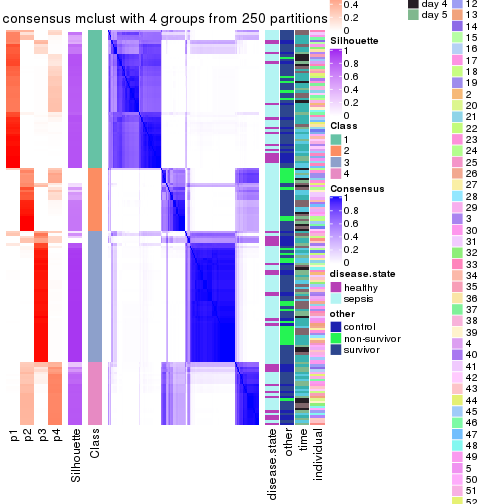 consensus mclust with 4 groups from 250 partitions
p1
p2
p3
p4
Silhouette
Class
disease.state
other
time
individual
0.4
0.2
0
Silhouette
1
0.8
0.6
0.4
0.2
0
Class
1
2
3
4
Consensus
1
0.8
0.6
0.4
0.2
0
disease.state
healthy
sepsis
other
control
non-survivor
Survivor
day 4
day 5
12
13
14
15
16
17
18
19
2
20
21
22
23
24
25
26
27
28
29
3
30
31
32
33
34
35
36
37
38
39
4
40
41
42
43
44
45
46
47
48
49
5
50
51
52